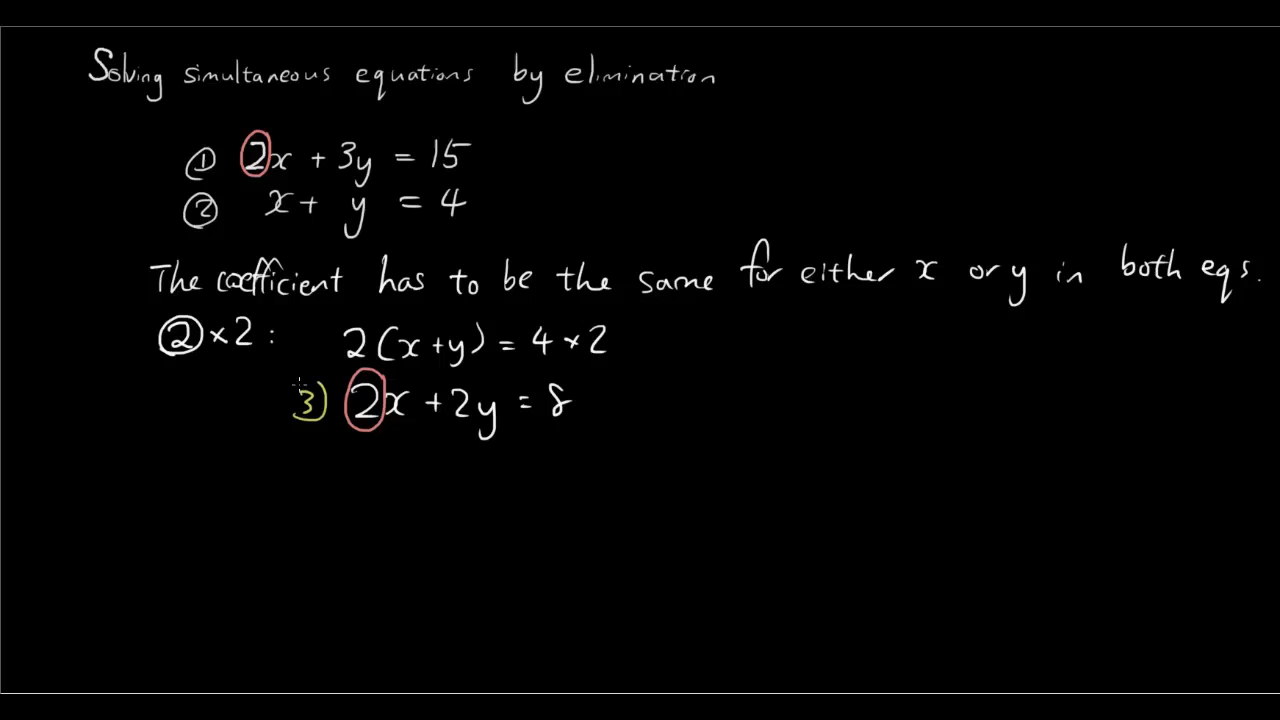 Solving simultaneous equations by elimination
① 2x + 3y = 15
② x + y = 4
The coefficient has to be the same for either x or y in both eqs.
② × 2 : 2(x + y) = 4 × 2
3) 2x + 2y = 8